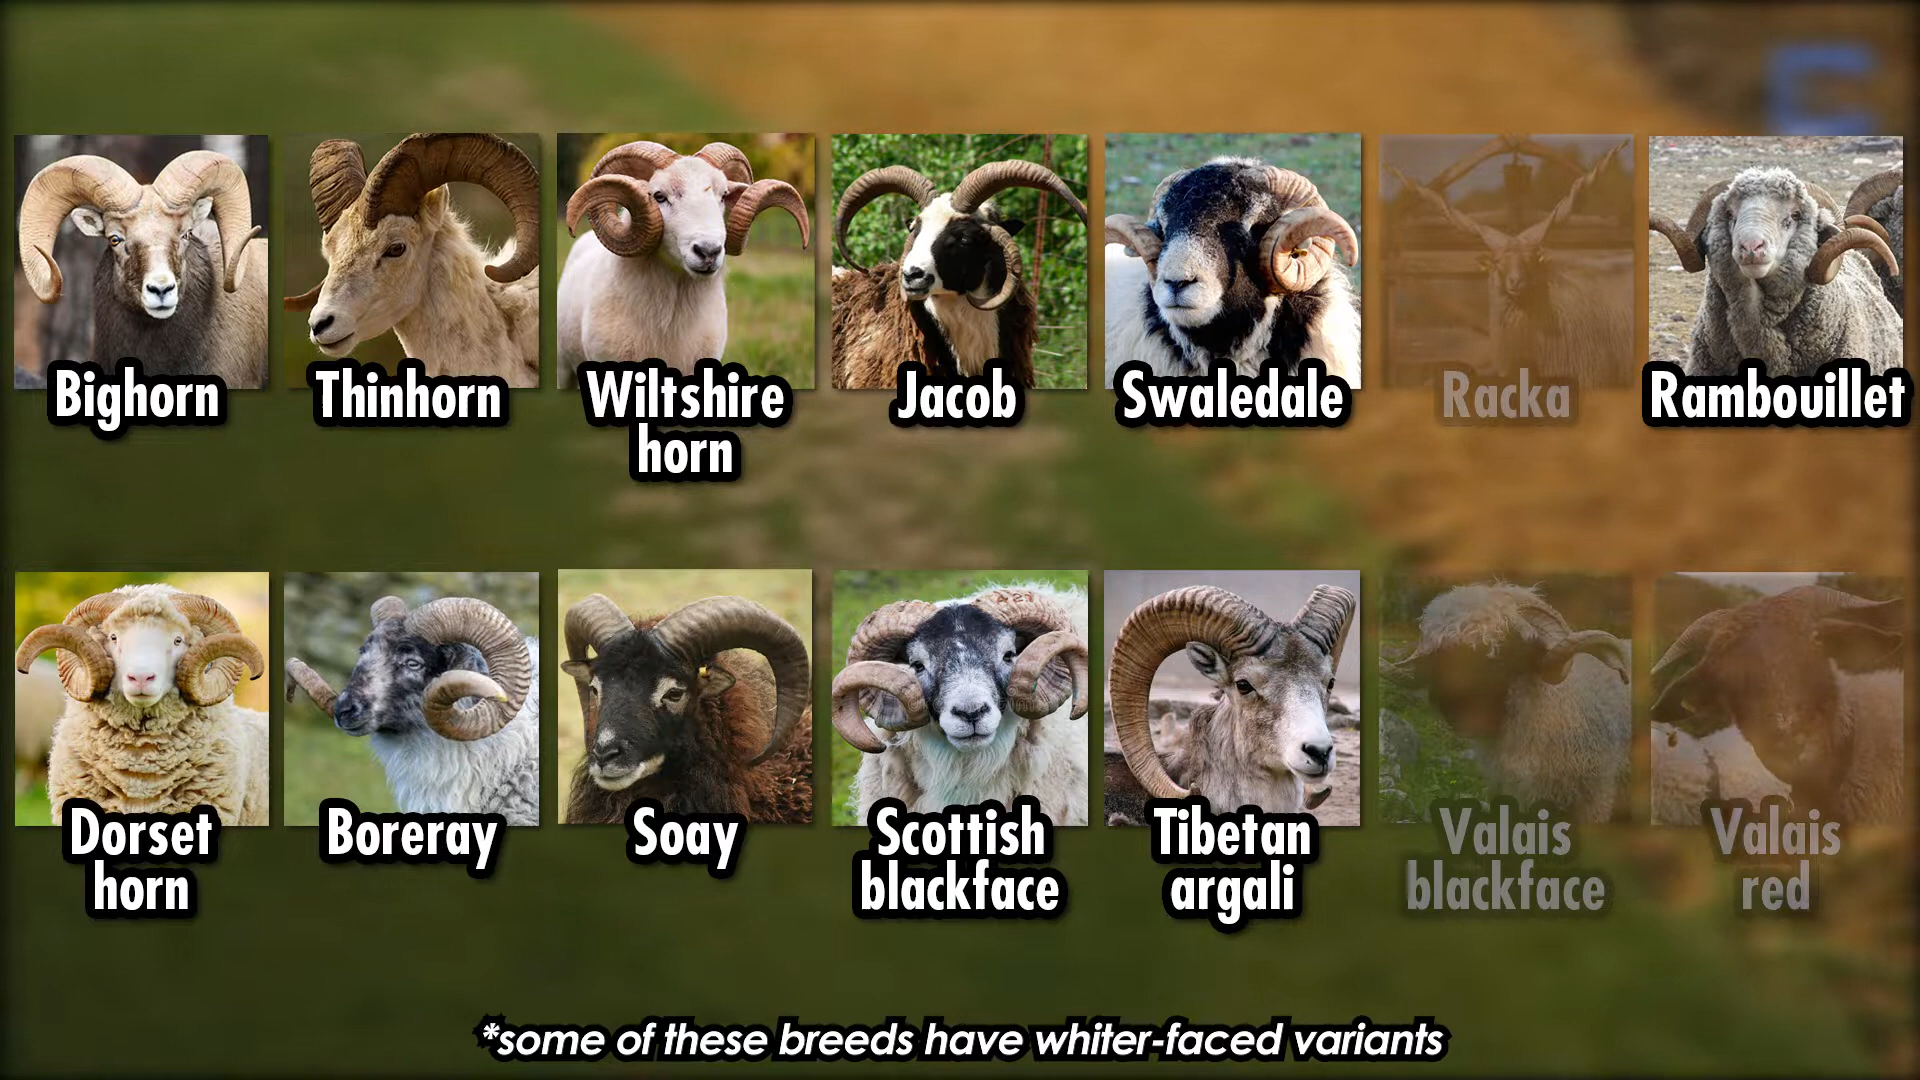 Bighorn
Thinhorn
Wiltshire
horn
Jacob
Swaledale
Racka
Rambouillet
Dorset
horn
Boreray
Soay
Scottish
blackface
Tibetan
argali
Valais
blackface
Valais
red
*some of these breeds have whiter-faced variants